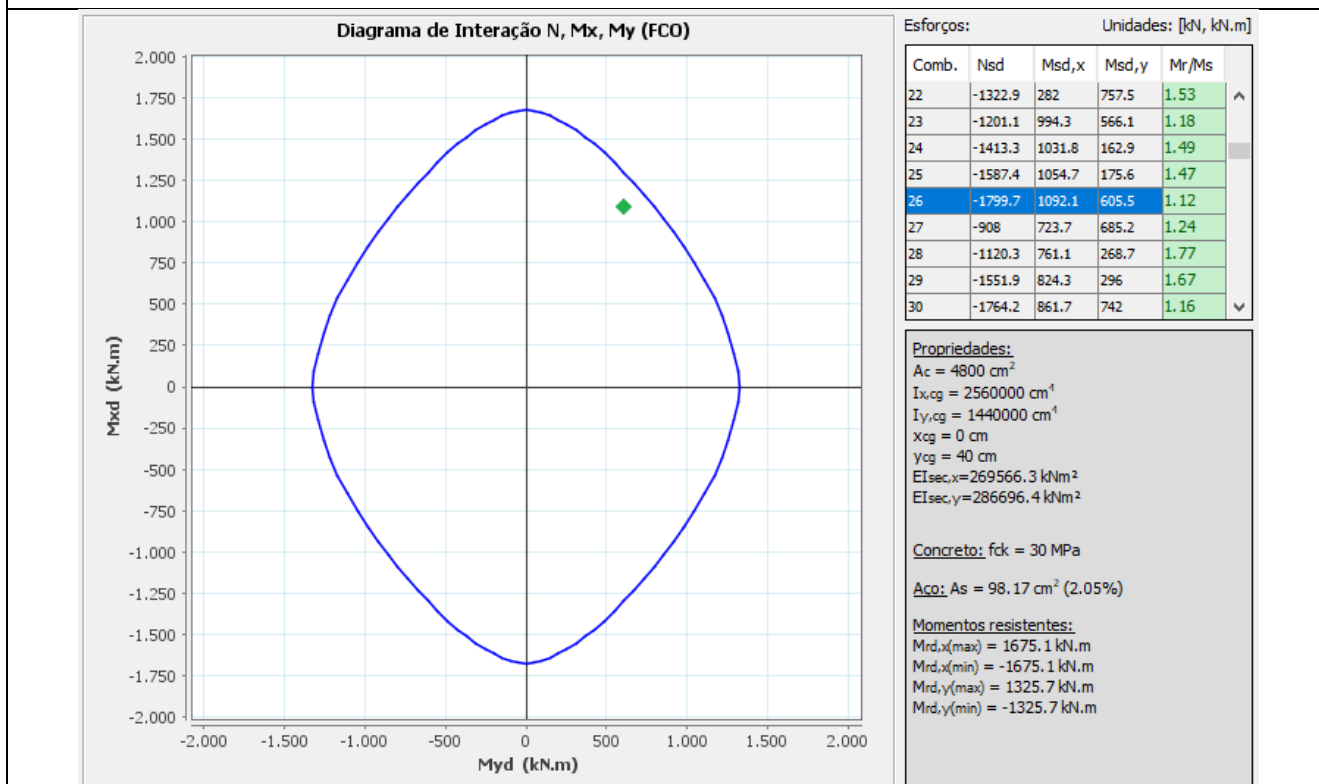 Diagrama de Interação N, Mx, My (FCO)
2.000
1.750
1.500
1.250
1.000
750
500
250
0
-250
-500
-750
-1.000
-1.250
-1.500
-1.750
-2.000
Mxd (kN.m)
-2.000 -1.500 -1.000 -500 0 500 1.000 1.500 2.000
Myd (kN.m)
Esforços: Unidades: [kN, kN.m]
Comb. Nsd Msd,x Msd,y Mr/Ms
22 -1322.9 282 757.5 1.53
23 -1201.1 994.3 566.1 1.18
24 -1413.3 1031.8 162.9 1.49
25 -1587.4 1054.7 175.6 1.47
26 -1799.7 1092.1 605.5 1.12
27 -908 723.7 685.2 1.24
28 -1120.3 761.1 268.7 1.77
29 -1551.9 824.3 296 1.67
30 -1764.2 861.7 742 1.16
Propriedades:
Ac = 4800 cm²
Ix,cg = 2560000 cm⁴
Iy,cg = 1440000 cm⁴
xcg = 0 cm
ycg = 40 cm
EIsec,x=269566.3 kNm²
EIsec,y=286696.4 kNm²
Concreto: fck = 30 MPa
Aço: As = 98.17 cm² (2.05%)
Momentos resistentes:
Mrd,x(max) = 1675.1 kN.m
Mrd,x(min) = -1675.1 kN.m
Mrd,y(max) = 1325.7 kN.m
Mrd,y(min) = -1325.7 kN.m